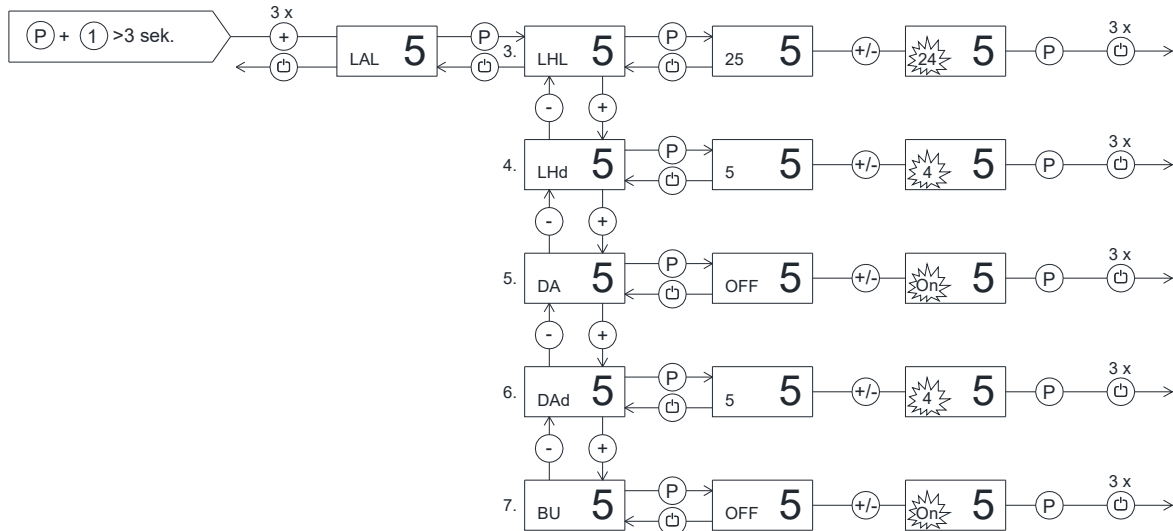 3 x
P + 1 >3 sek.
+
LAL 5
P
3. LHL 5
P
25 5
+/-
24 5
P
3 x
-
+
4. LHd 5
P
5 5
+/-
4 5
P
3 x
-
+
5. DA 5
P
OFF 5
+/-
On 5
P
3 x
-
+
6. DAd 5
P
5 5
+/-
4 5
P
3 x
-
+
7. BU 5
P
OFF 5
+/-
On 5
P
3 x